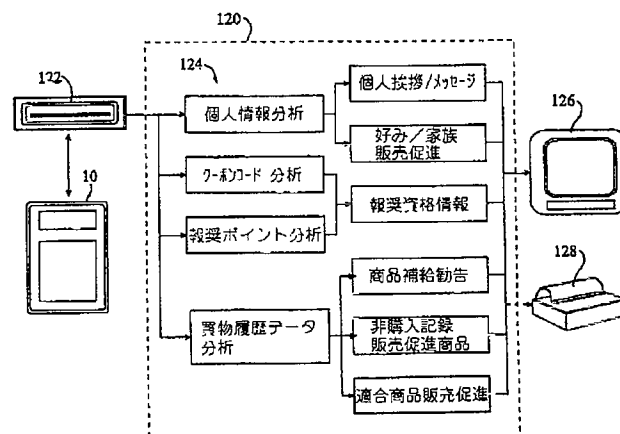 120
122
124
個人情報分析
個人挨拶/メッセージ
126
好み/家族
販売促進
10
クーポンコード 分析
報奨ポイント分析
報奨資格情報
128
買物履歴データ
分析
商品補給勧告
非購入記録
販売促進商品
適合商品販売促進